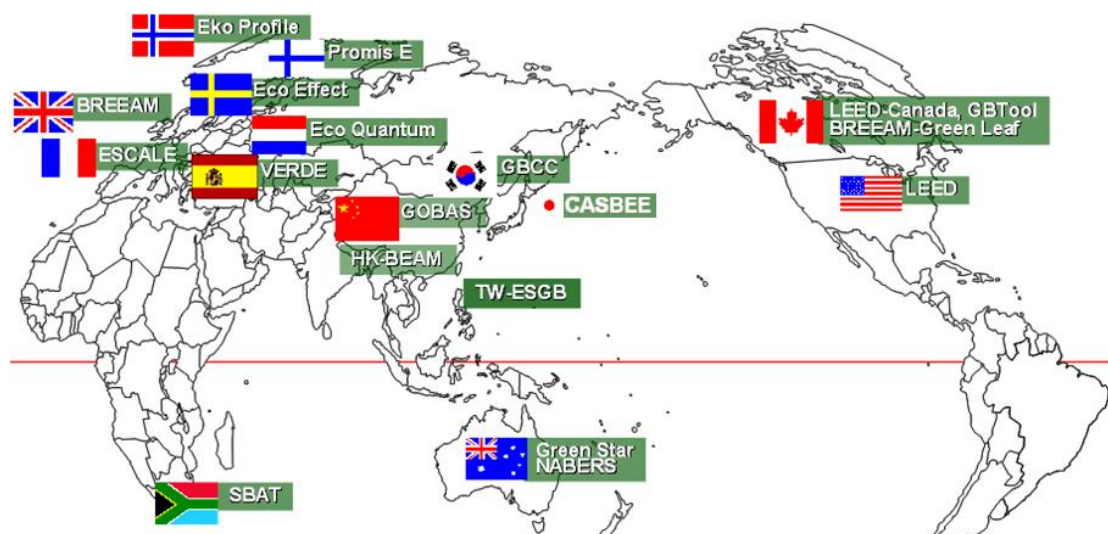 Eko Profile
Promis E
Eco Effect
BREEAM
Eco Quantum
ESCALE
VERDE
GBCC
GOBAS
CASBEE
HK-BEAM
TW-ESGB
LEED-Canada, GBTool
BREEAM-Green Leaf
LEED
Green Star
NABERS
SBAT